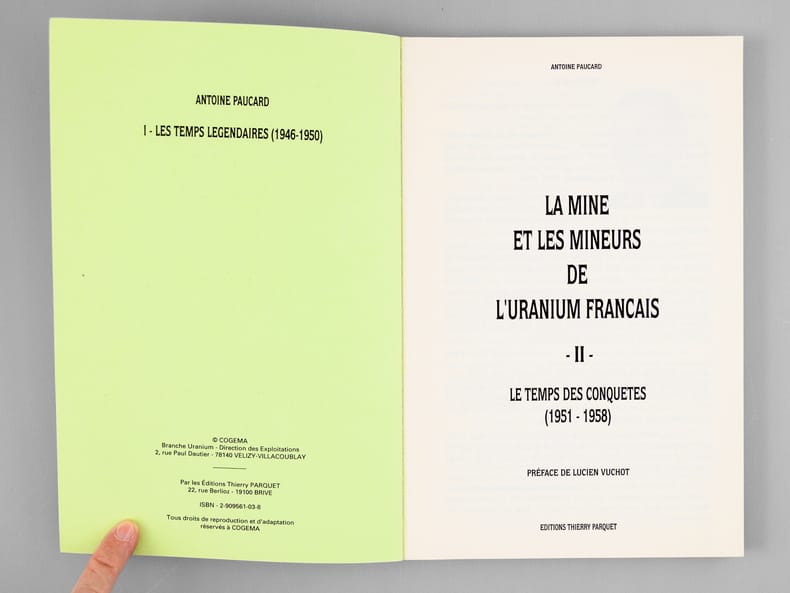 ANTOINE PAUCARD
I - LES TEMPS LEGENDAIRES (1946-1950)
© COGEMA
Branche Uranium - Direction des Exploitations
2, rue Paul Dautier - 78140 VELIZY-VILLACOUBLAY
Par les Éditions Thierry PARQUET
22, rue Berlioz - 19100 BRIVE
ISBN - 2-909561-03-8
Tous droits de reproduction et d'adaptation
réservés à COGEMA
ANTOINE PAUCARD
LA MINE
ET LES MINEURS
DE
L'URANIUM FRANCAIS
- II -
LE TEMPS DES CONQUETES
(1951 - 1958)
PRÉFACE DE LUCIEN VUCHOT
EDITIONS THIERRY PARQUET